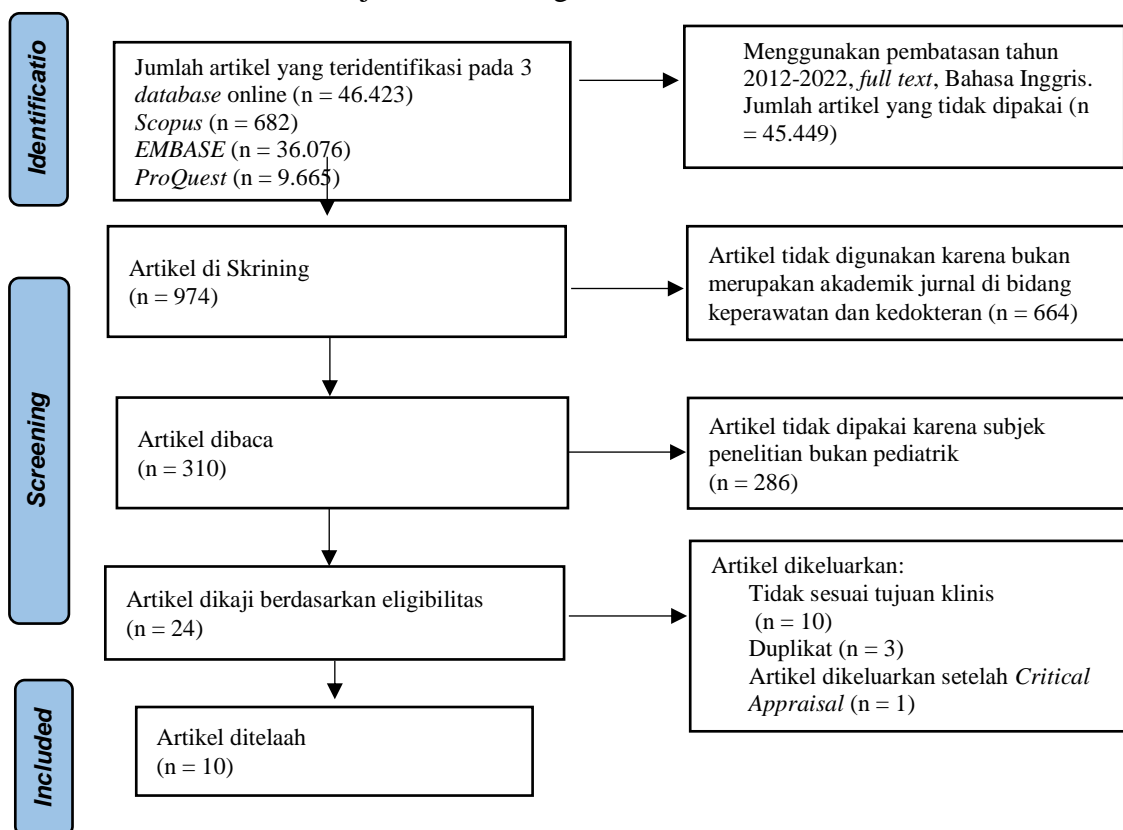 Identificatio
Jumlah artikel yang teridentifikasi pada 3
database online (n = 46.423)
Scopus (n = 682)
EMBASE (n = 36.076)
ProQuest (n = 9.665)
Menggunakan pembatasan tahun
2012-2022, full text, Bahasa Inggris.
Jumlah artikel yang tidak dipakai (n
= 45.449)
Screening
Artikel di Skrining
(n = 974)
Artikel tidak digunakan karena bukan
merupakan akademik jurnal di bidang
keperawatan dan kedokteran (n = 664)
Artikel dibaca
(n = 310)
Artikel tidak dipakai karena subjek
penelitian bukan pediatrik
(n = 286)
Artikel dikaji berdasarkan eligibilitas
(n = 24)
Artikel dikeluarkan:
Tidak sesuai tujuan klinis
(n = 10)
Duplikat (n = 3)
Artikel dikeluarkan setelah Critical
Appraisal (n = 1)
Included
Artikel ditelaah
(n = 10)